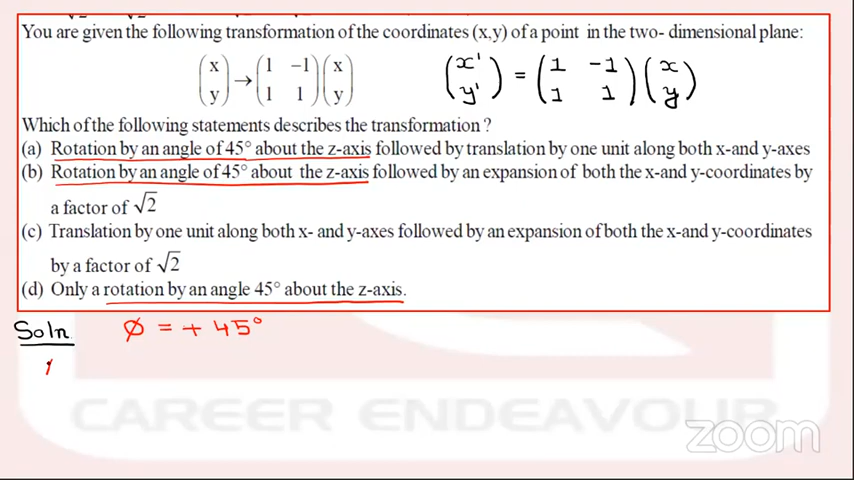 You are given the following transformation of the coordinates (x,y) of a point in the two- dimensional plane:
(x y) → (1 −1 1 1)(x y) (x' y') = (1 -1 1 1)(x y)
Which of the following statements describes the transformation ?
(a) Rotation by an angle of 45° about the z-axis followed by translation by one unit along both x-and y-axes
(b) Rotation by an angle of 45° about the z-axis followed by an expansion of both the x-and y-coordinates by
a factor of √2
(c) Translation by one unit along both x- and y-axes followed by an expansion of both the x-and y-coordinates
by a factor of √2
(d) Only a rotation by an angle 45° about the z-axis.
Soln ø = + 45°
CAREER ENDEAVOUR
zoom